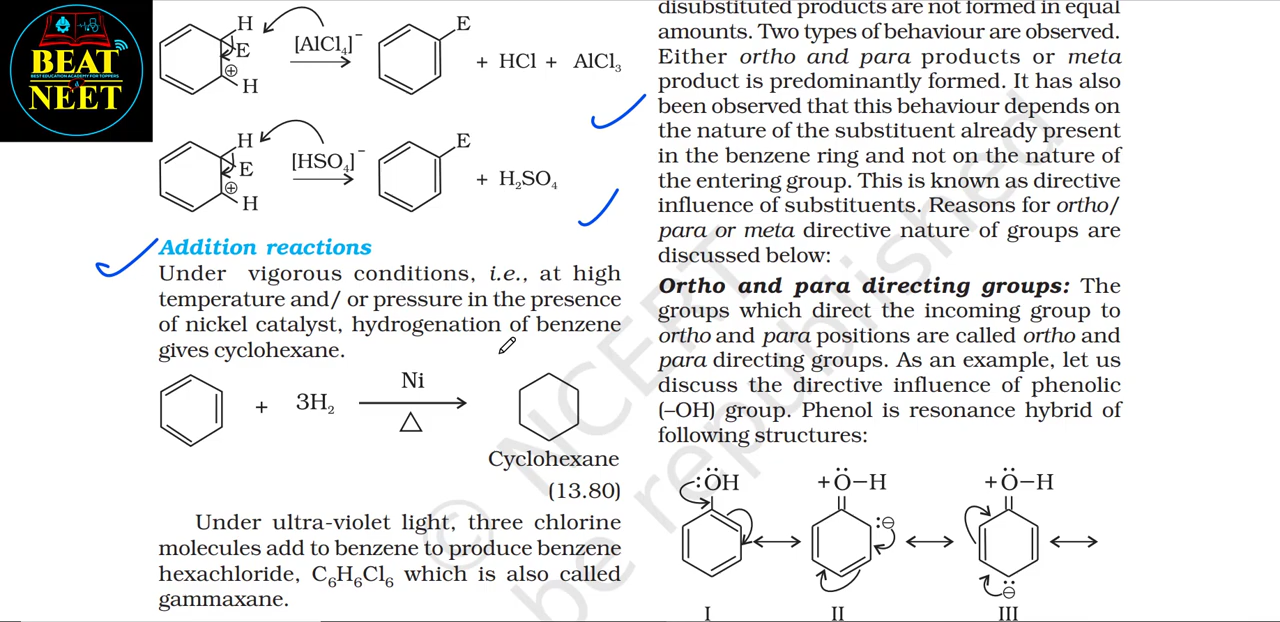 BEAT
BEST EDUCATION ACADEMY FOR TOPPERS
NEET
H
E
⊕
H
[AlCl₄]⁻
E
+ HCl + AlCl₃
H
E
⊕
H
[HSO₄]⁻
E
+ H₂SO₄
Addition reactions
Under vigorous conditions, i.e., at high
temperature and/ or pressure in the presence
of nickel catalyst, hydrogenation of benzene
gives cyclohexane.
+ 3H₂
Ni
△
Cyclohexane
(13.80)
Under ultra-violet light, three chlorine
molecules add to benzene to produce benzene
hexachloride, C₆H₆Cl₆ which is also called
gammaxane.
disubstituted products are not formed in equal
amounts. Two types of behaviour are observed.
Either ortho and para products or meta
product is predominantly formed. It has also
been observed that this behaviour depends on
the nature of the substituent already present
in the benzene ring and not on the nature of
the entering group. This is known as directive
influence of substituents. Reasons for ortho/
para or meta directive nature of groups are
discussed below:
Ortho and para directing groups: The
groups which direct the incoming group to
ortho and para positions are called ortho and
para directing groups. As an example, let us
discuss the directive influence of phenolic
(–OH) group. Phenol is resonance hybrid of
following structures:
:ÖH
+Ö–H
+Ö–H
:⊖
⊖
I
II
III
© NCERT
be republished